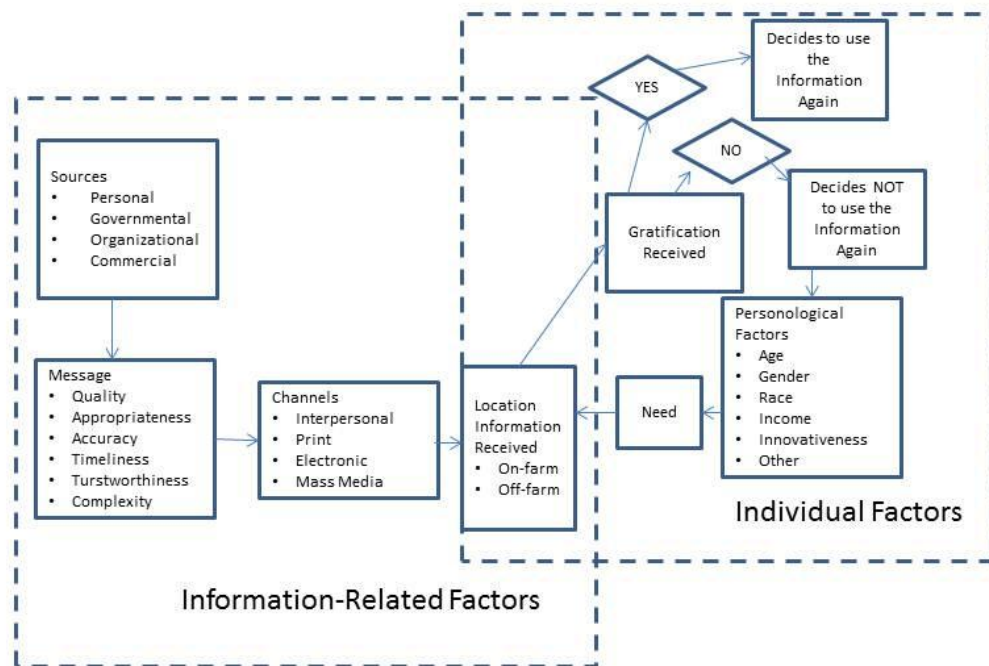 Sources
• Personal
• Governmental
• Organizational
• Commercial
Message
• Quality
• Appropriateness
• Accuracy
• Timeliness
• Turstworthiness
• Complexity
Channels
• Interpersonal
• Print
• Electronic
• Mass Media
Location
Information
Received
• On-farm
• Off-farm
Information-Related Factors
YES
Decides to use
the
Information
Again
NO
Decides NOT
to use the
Information
Again
Gratification
Received
Need
Personological
Factors
• Age
• Gender
• Race
• Income
• Innovativeness
• Other
Individual Factors